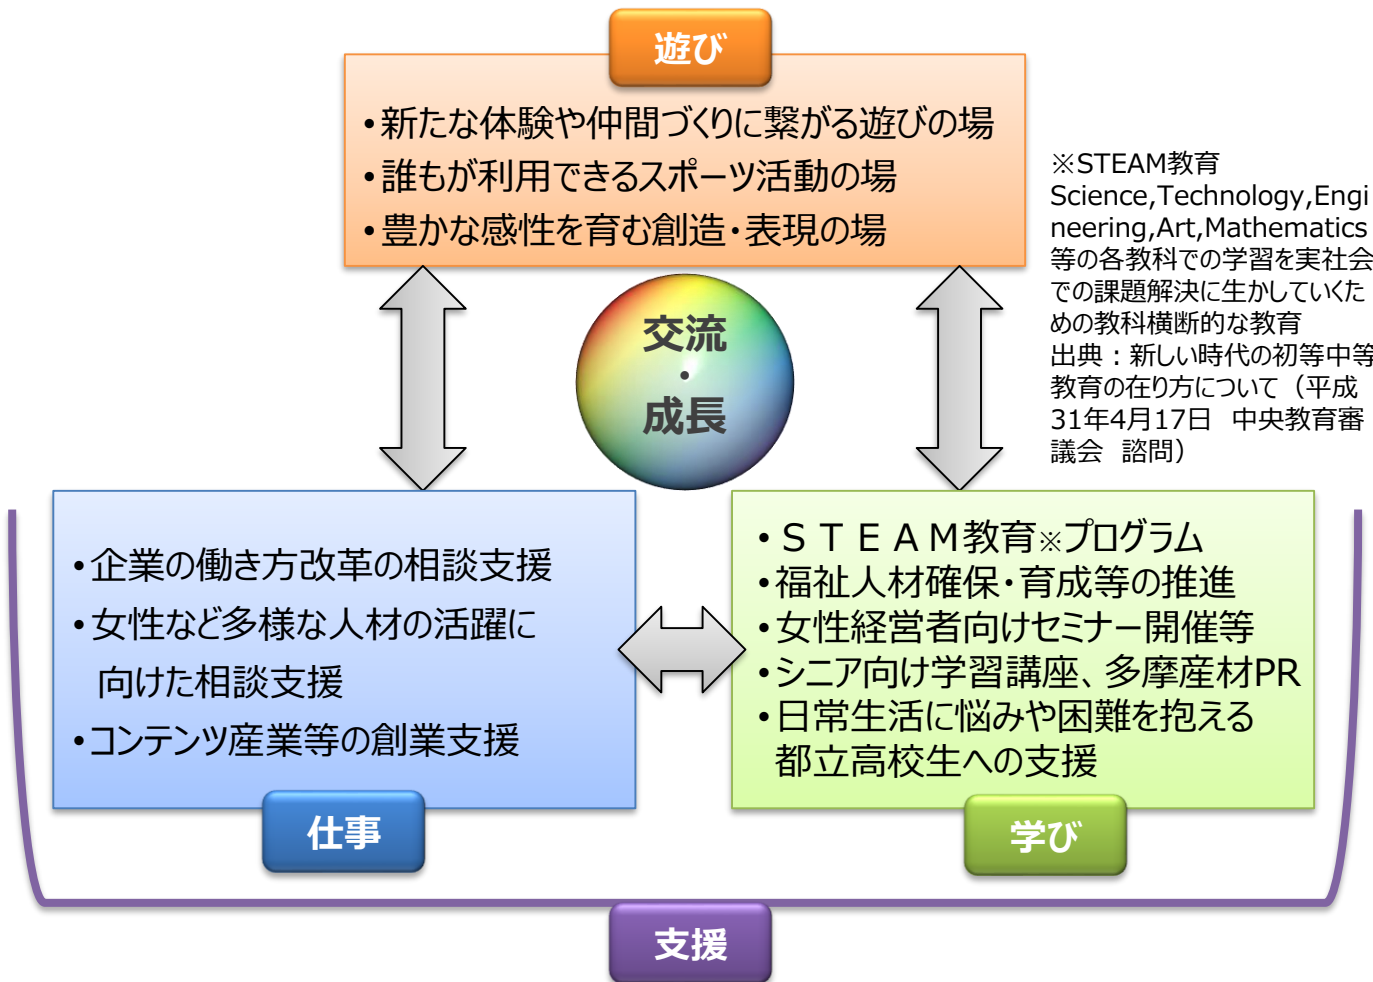 遊び
・新たな体験や仲間づくりに繋がる遊びの場
・誰もが利用できるスポーツ活動の場
・豊かな感性を育む創造・表現の場
※STEAM教育
Science,Technology,Engi
neering,Art,Mathematics
等の各教科での学習を実社会
での課題解決に生かしていくた
めの教科横断的な教育
出典：新しい時代の初等中等
教育の在り方について（平成
31年4月17日　中央教育審
議会　諮問）
交流
・
成長
・企業の働き方改革の相談支援
・女性など多様な人材の活躍に
向けた相談支援
・コンテンツ産業等の創業支援
仕事
・ＳＴＥＡＭ教育※プログラム
・福祉人材確保・育成等の推進
・女性経営者向けセミナー開催等
・シニア向け学習講座、多摩産材PR
・日常生活に悩みや困難を抱える
都立高校生への支援
学び
支援